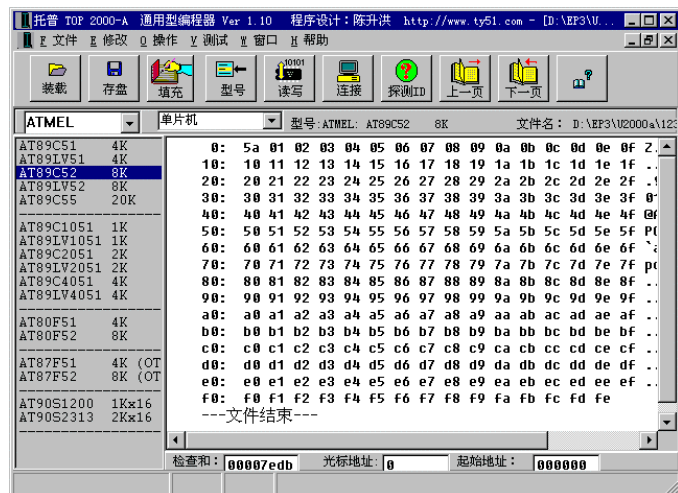 托普 TOP 2000-A 通用型编程器 Ver 1.10 程序设计：陈升洪 http://www.ty51.com - [D:\EP3\U...
F 文件 E 修改 O 操作 V 测试 W 窗口 H 帮助
装载 存盘 填充 型号 读写 连接 探测ID 上一页 下一页
ATMEL 单片机 型号:ATMEL: AT89C52 8K 文件名： D:\EP3\U2000a\123
AT89C51 4K
AT89LV51 4K
AT89C52 8K
AT89LV52 8K
AT89C55 20K
AT89C1051 1K
AT89LV1051 1K
AT89C2051 2K
AT89LV2051 2K
AT89C4051 4K
AT89LV4051 4K
AT80F51 4K
AT80F52 8K
AT87F51 4K (OT
AT87F52 8K (OT
AT90S1200 1Kx16
AT90S2313 2Kx16
0: 5a 01 02 03 04 05 06 07 08 09 0a 0b 0c 0d 0e 0f Z.
10: 10 11 12 13 14 15 16 17 18 19 1a 1b 1c 1d 1e 1f ..
20: 20 21 22 23 24 25 26 27 28 29 2a 2b 2c 2d 2e 2f
30: 30 31 32 33 34 35 36 37 38 39 3a 3b 3c 3d 3e 3f 01
40: 40 41 42 43 44 45 46 47 48 49 4a 4b 4c 4d 4e 4f @A
50: 50 51 52 53 54 55 56 57 58 59 5a 5b 5c 5d 5e 5f
60: 60 61 62 63 64 65 66 67 68 69 6a 6b 6c 6d 6e 6f `a
70: 70 71 72 73 74 75 76 77 78 79 7a 7b 7c 7d 7e 7f
80: 80 81 82 83 84 85 86 87 88 89 8a 8b 8c 8d 8e 8f ..
90: 90 91 92 93 94 95 96 97 98 99 9a 9b 9c 9d 9e 9f ..
a0: a0 a1 a2 a3 a4 a5 a6 a7 a8 a9 aa ab ac ad ae af ..
b0: b0 b1 b2 b3 b4 b5 b6 b7 b8 b9 ba bb bc bd be bf ..
c0: c0 c1 c2 c3 c4 c5 c6 c7 c8 c9 ca cb cc cd ce cf ..
d0: d0 d1 d2 d3 d4 d5 d6 d7 d8 d9 da db dc dd de df ..
e0: e0 e1 e2 e3 e4 e5 e6 e7 e8 e9 ea eb ec ed ee ef ..
f0: f0 f1 f2 f3 f4 f5 f6 f7 f8 f9 fa fb fc fd fe
---文件结束---
检查和： 00007edb 光标地址: 0 起始地址： 000000